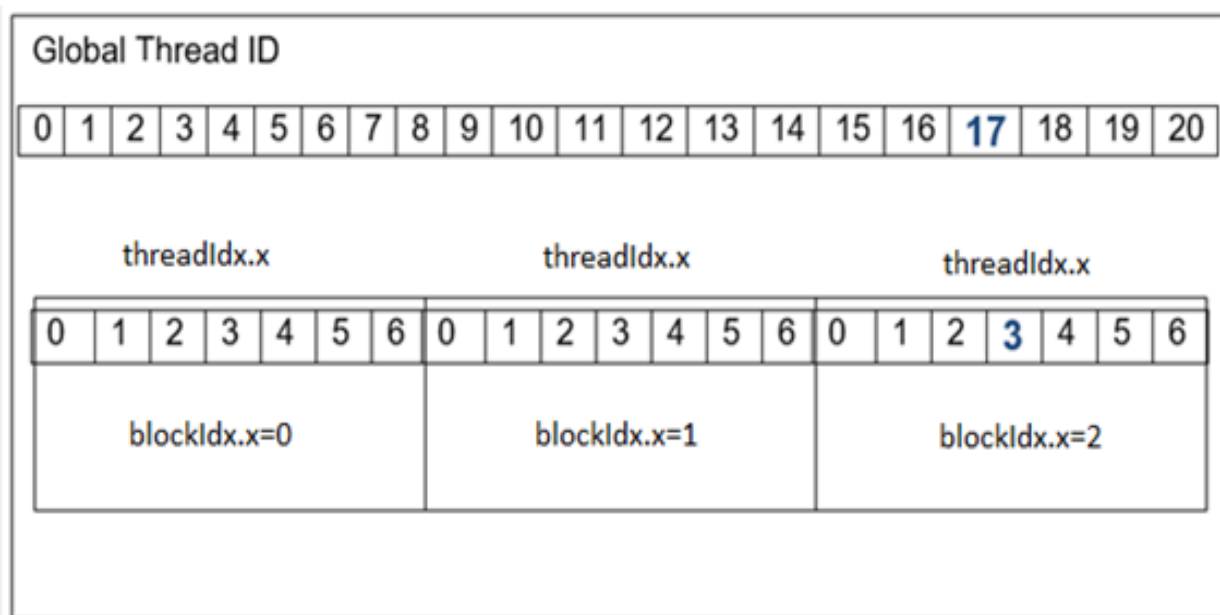 Global Thread ID
0 1 2 3 4 5 6 7 8 9 10 11 12 13 14 15 16 17 18 19 20
threadIdx.x threadIdx.x threadIdx.x
0 1 2 3 4 5 6 0 1 2 3 4 5 6 0 1 2 3 4 5 6
blockIdx.x=0 blockIdx.x=1 blockIdx.x=2